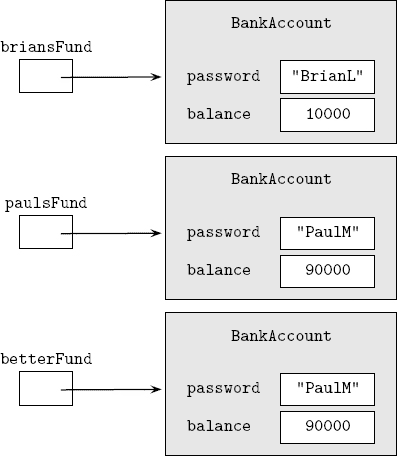 BankAccount
briansFund
password "BrianL"
balance 10000
BankAccount
paulsFund
password "PaulM"
balance 90000
BankAccount
betterFund
password "PaulM"
balance 90000